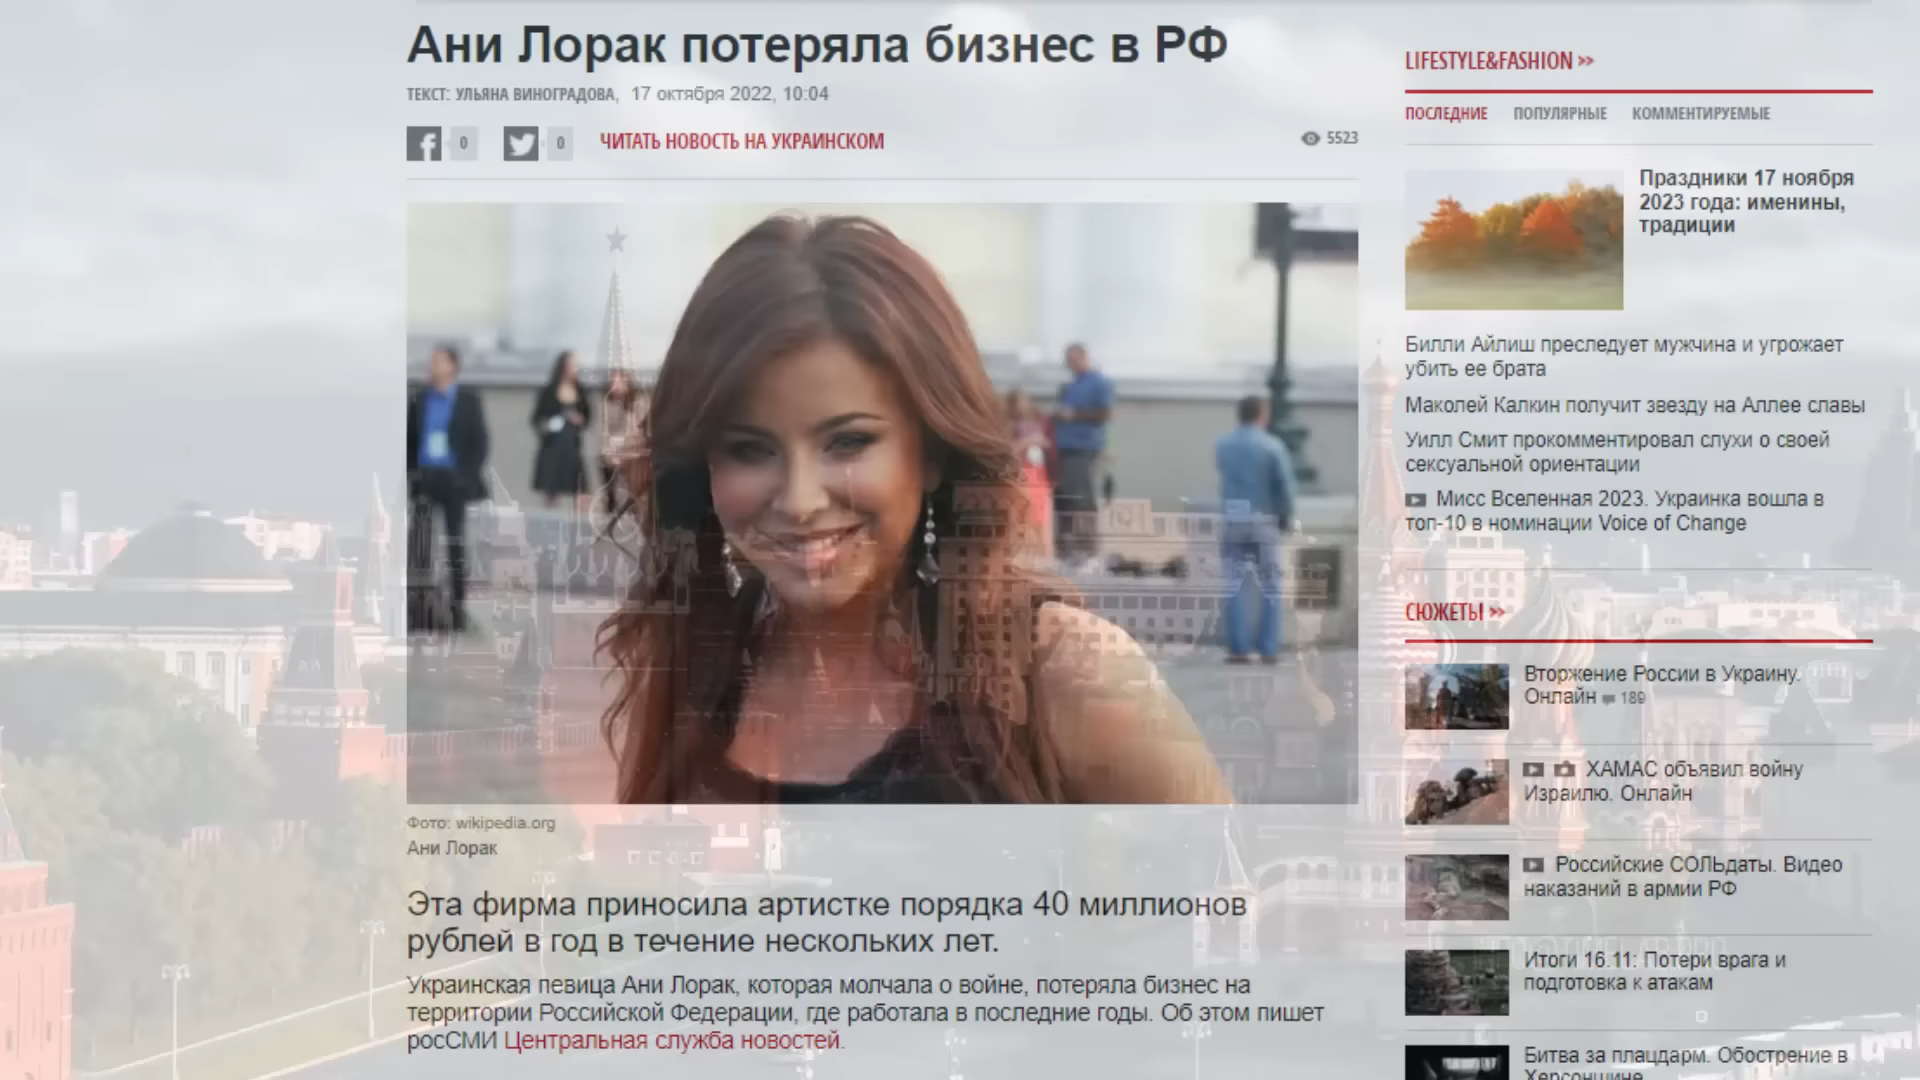 Ани Лорак потеряла бизнес в РФ
ТЕКСТ: УЛЬЯНА ВИНОГРАДОВА, 17 октября 2022, 10:04
0
0
ЧИТАТЬ НОВОСТЬ НА УКРАИНСКОМ
5523
Фото: wikipedia.org
Ани Лорак
Эта фирма приносила артистке порядка 40 миллионов
рублей в год в течение нескольких лет.
Украинская певица Ани Лорак, которая молчала о войне, потеряла бизнес на
территории Российской Федерации, где работала в последние годы. Об этом пишет
росСМИ Центральная служба новостей.
LIFESTYLE&FASHION >>
ПОСЛЕДНИЕ ПОПУЛЯРНЫЕ КОММЕНТИРУЕМЫЕ
Праздники 17 ноября
2023 года: именины,
традиции
Билли Айлиш преследует мужчина и угрожает
убить ее брата
Маколей Калкин получит звезду на Аллее славы
Уилл Смит прокомментировал слухи о своей
сексуальной ориентации
Мисс Вселенная 2023. Украинка вошла в
топ-10 в номинации Voice of Change
СЮЖЕТЫ >>
Вторжение России в Украину.
Онлайн 189
ХАМАС объявил войну
Израилю. Онлайн
Российские СОЛЬдаты. Видео
наказаний в армии РФ
Итоги 16.11: Потери врага и
подготовка к атакам
Битва за плацдарм. Обострение в
Херсонщине